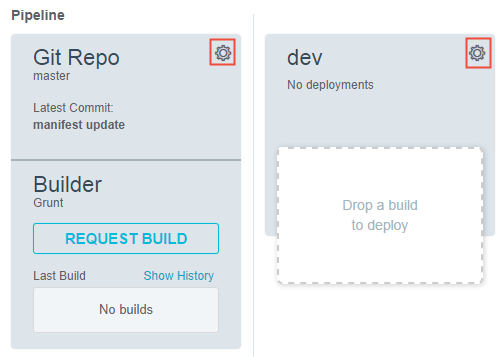 Pipeline
Git Repo
master
Latest Commit:
manifest update
Builder
Grunt
REQUEST BUILD
Last Build Show History
No builds
dev
No deployments
Drop a build
to deploy